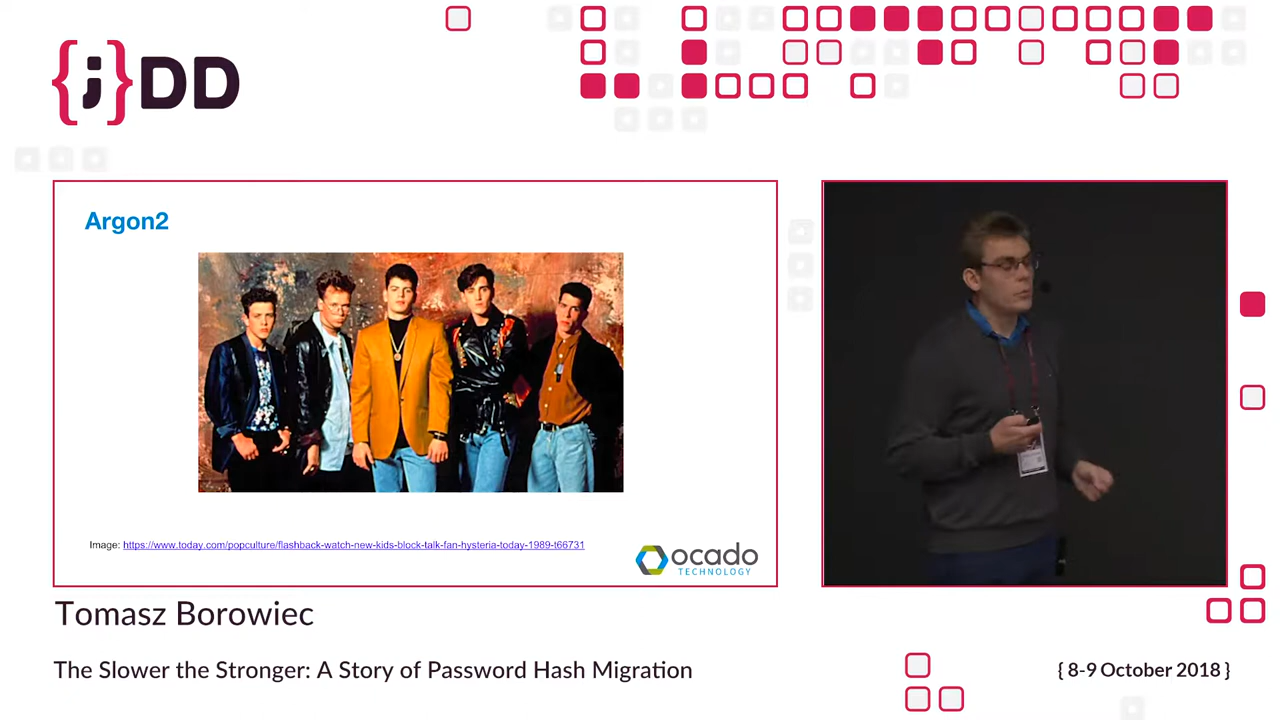 {j}DD
Argon2
Image: https://www.today.com/popculture/flashback-watch-new-kids-block-talk-fan-hysteria-today-1989-t66731
ocado
TECHNOLOGY
Tomasz Borowiec
The Slower the Stronger: A Story of Password Hash Migration
{ 8-9 October 2018 }